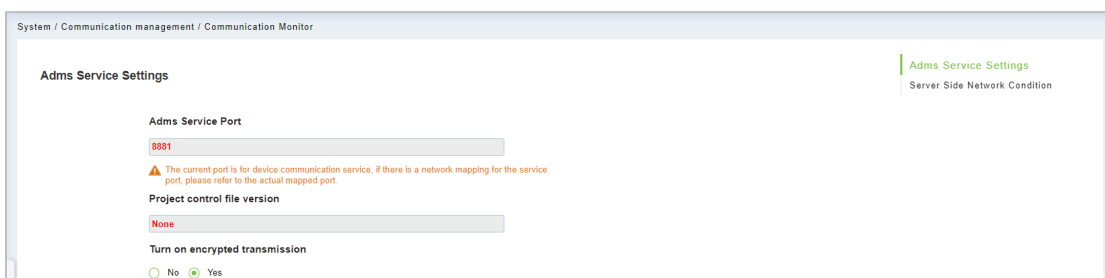 System / Communication management / Communication Monitor
Adms Service Settings
Adms Service Settings
Server Side Network Condition
Adms Service Port
8881
The current port is for device communication service, if there is a network mapping for the service
port, please refer to the actual mapped port.
Project control file version
None
Turn on encrypted transmission
No Yes